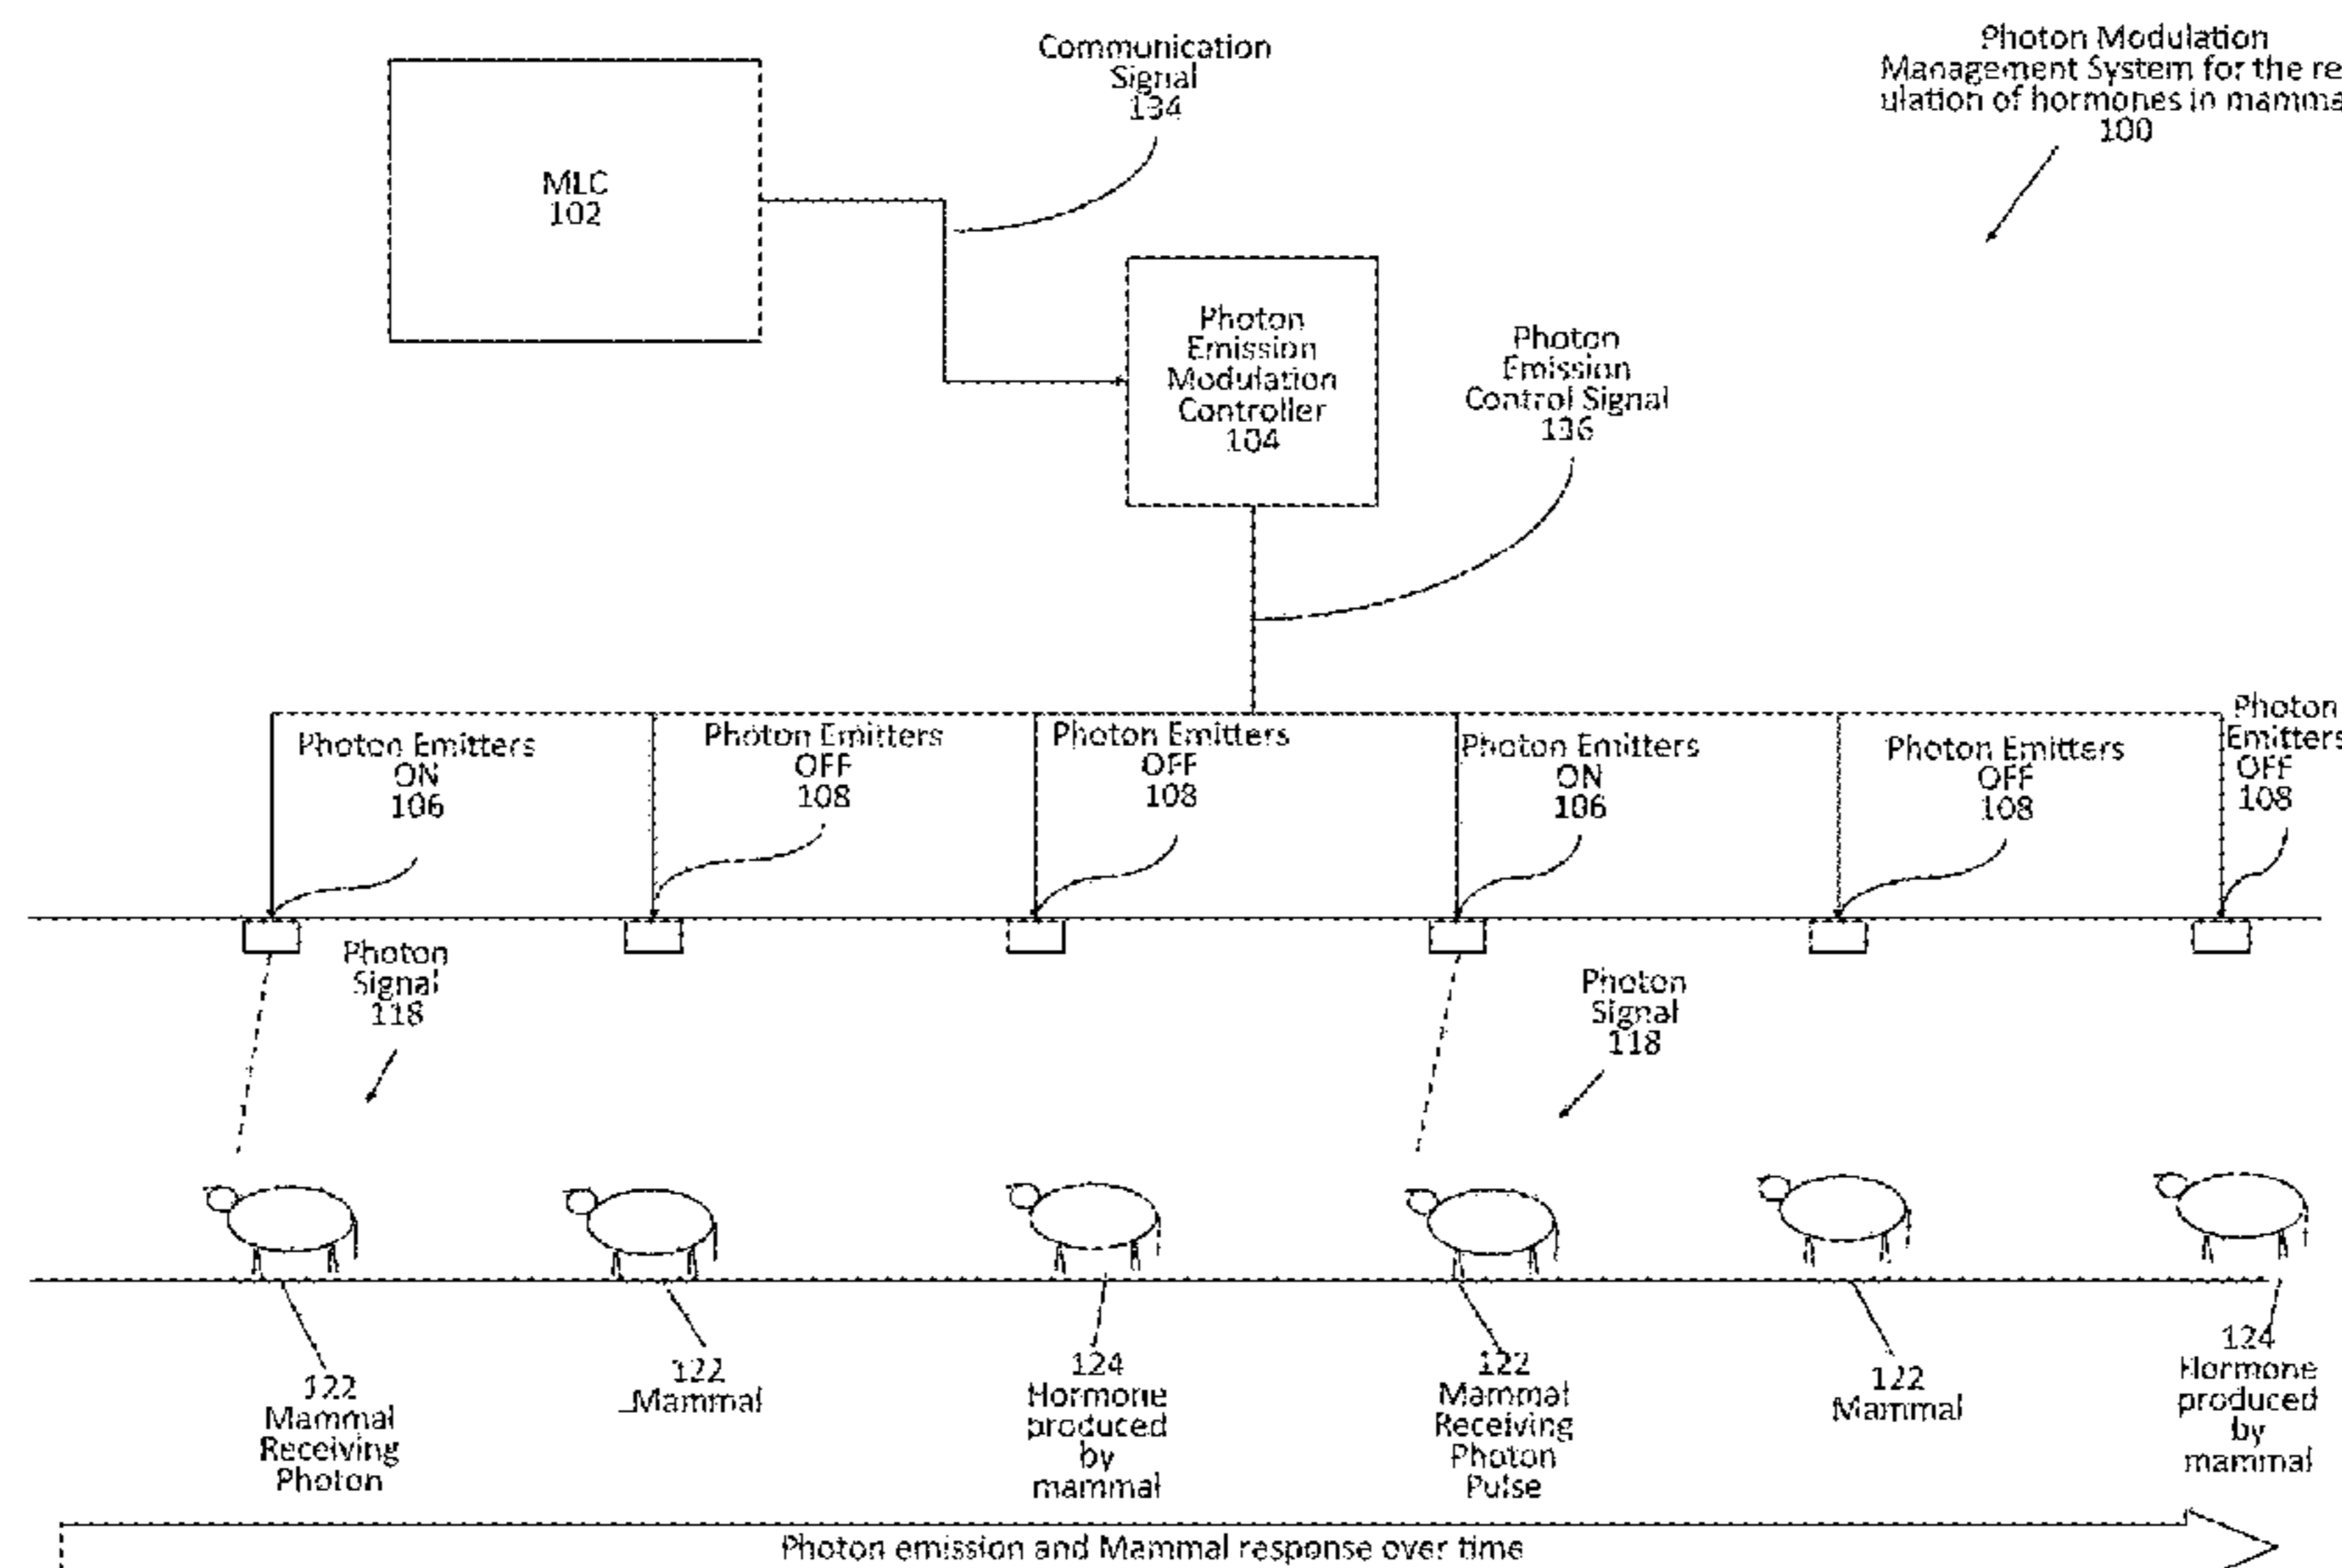 Communication
Signal
134
Photon Modulation
Management System for the re
ulation of hormones in mamma
100
MLC
102
Photon
Emission
Modulation
Controller
104
Photon
Emission
Control Signal
136
Photon Emitters
ON
106
Photon Emitters
OFF
108
Photon Emitters
OFF
108
Photon Emitters
ON
106
Photon Emitters
OFF
108
Photon
Emitters
OFF
108
Photon
Signal
118
Photon
Signal
118
122
Mammal
Receiving
Photon
122
Mammal
124
Hormone
produced
by
mammal
122
Mammal
Receiving
Photon
Pulse
122
Mammal
124
Hormone
produced
by
mammal
Photon emission and Mammal response over time